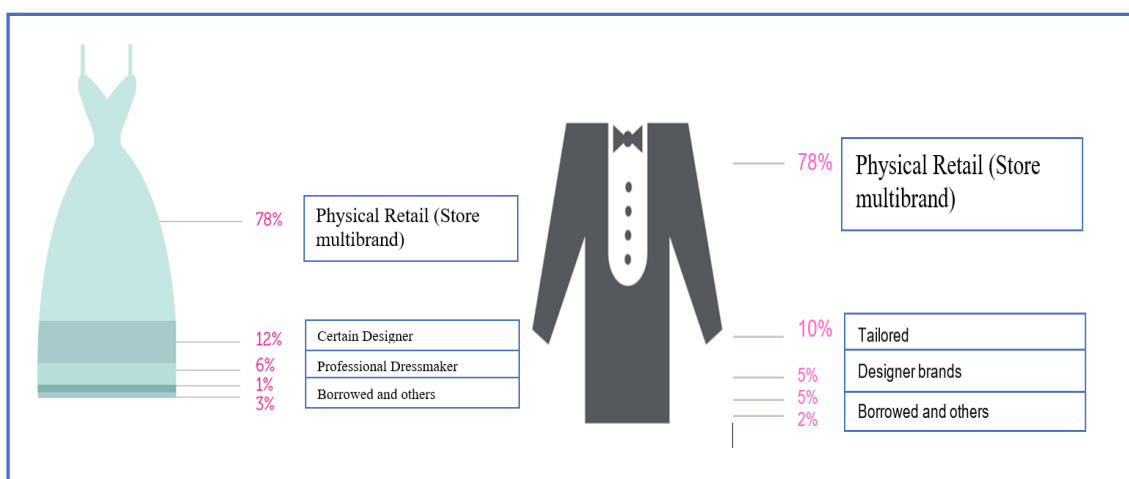 78%
Physical Retail (Store
multibrand)
12%
Certain Designer
6%
Professional Dressmaker
1%
3%
Borrowed and others
78%
Physical Retail (Store
multibrand)
10%
Tailored
5%
Designer brands
5%
2%
Borrowed and others